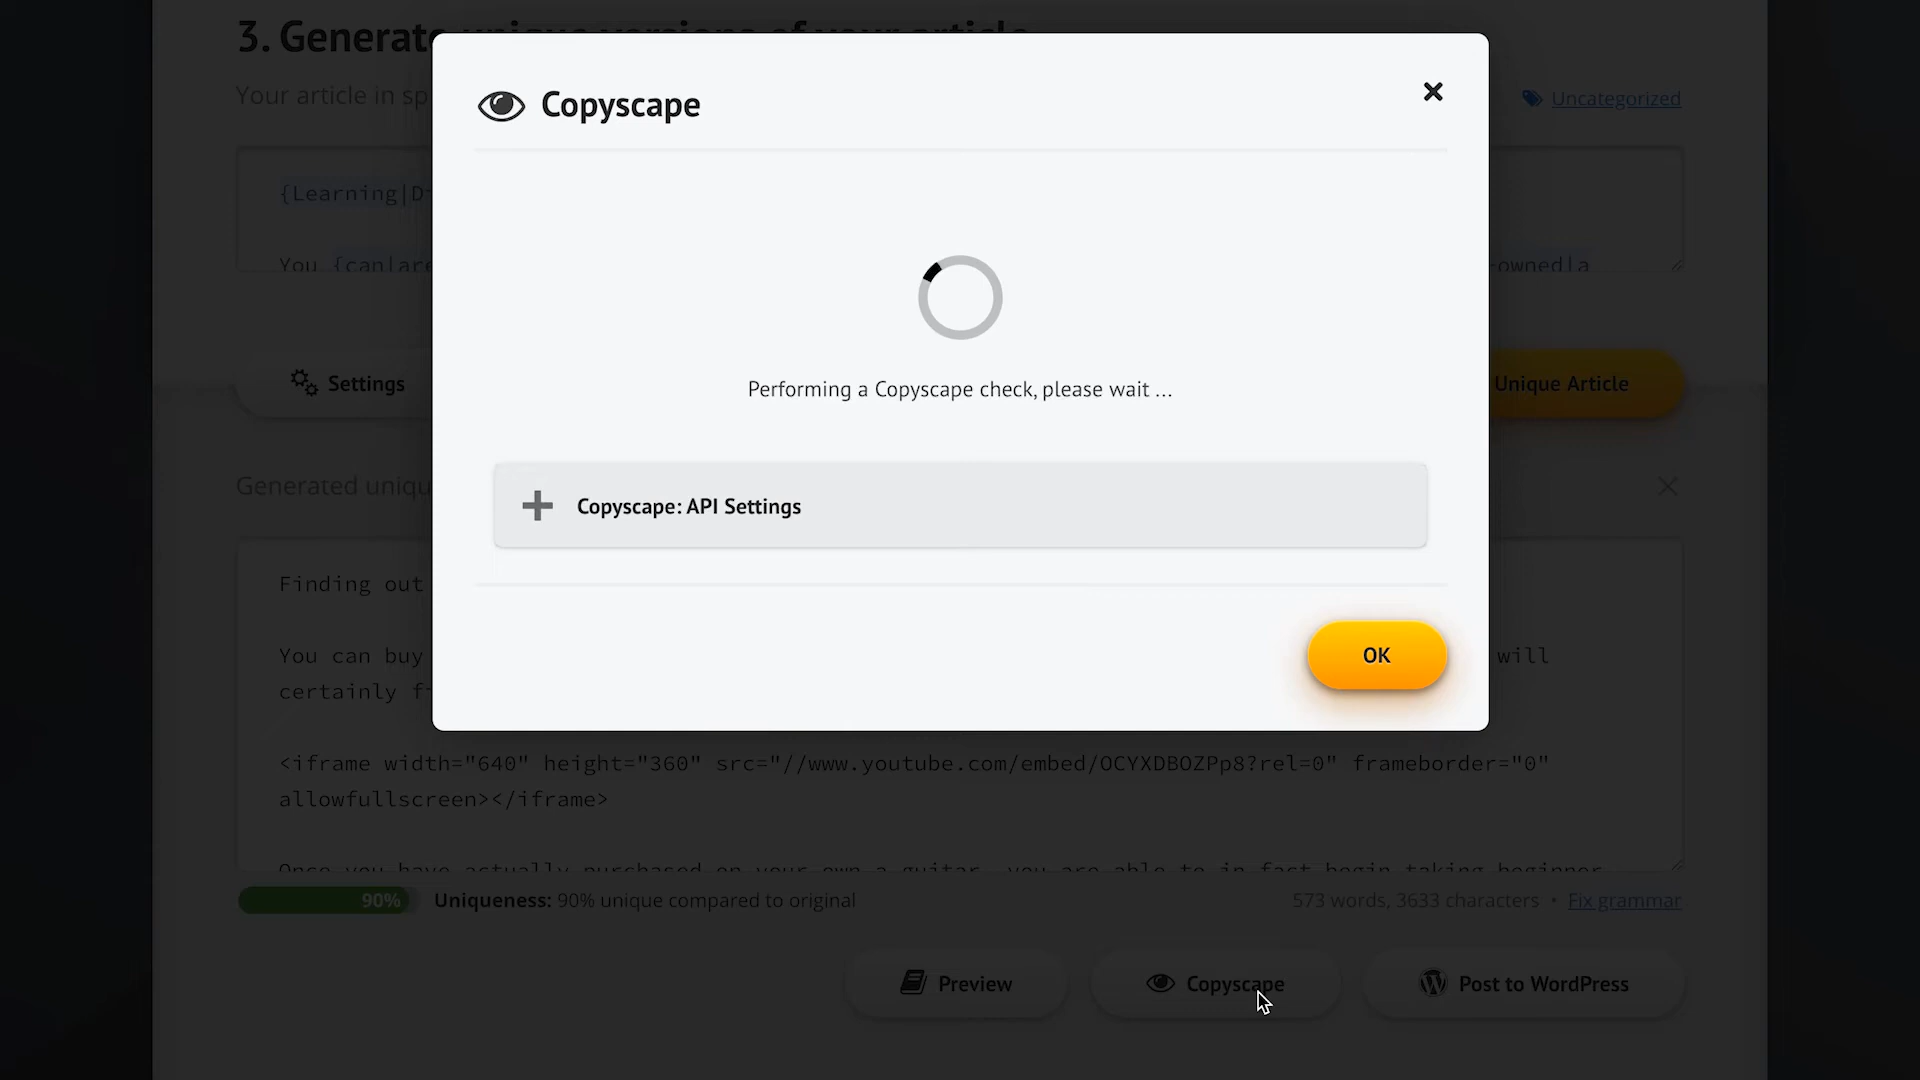 3. Generate unique versions of your article
Your article in sp
Uncategorized
Copyscape
{Learning|D
You {can|are
-owned|a
Performing a Copyscape check, please wait ...
Settings
Unique Article
Generated uniqu
Copyscape: API Settings
Finding out
You can buy
will
certainly f
OK
<iframe width="640" height="360" src="//www.youtube.com/embed/OCYXDBOZPp8?rel=0" frameborder="0"
allowfullscreen></iframe>
Once you have actually purchased on your own a guitar, you are able to in fact begin taking beginner
90%
Uniqueness: 90% unique compared to original
573 words, 3633 characters • Fix grammar
Preview
Copyscape
Post to WordPress